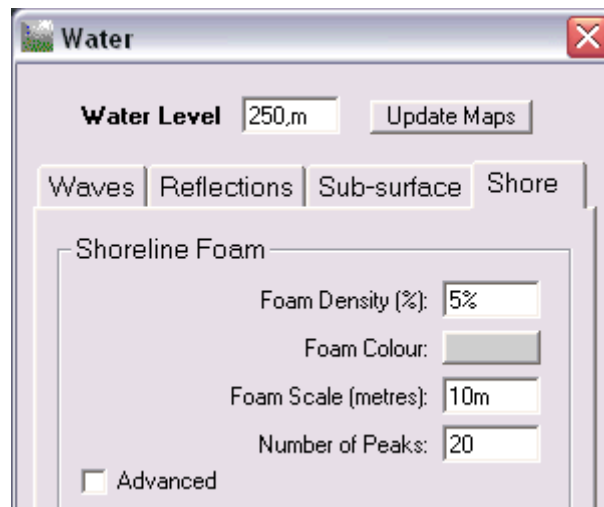 Water
Water Level 250,m Update Maps
Waves Reflections Sub-surface Shore
Shoreline Foam
Foam Density (%): 5%
Foam Colour:
Foam Scale (metres): 10m
Number of Peaks: 20
Advanced